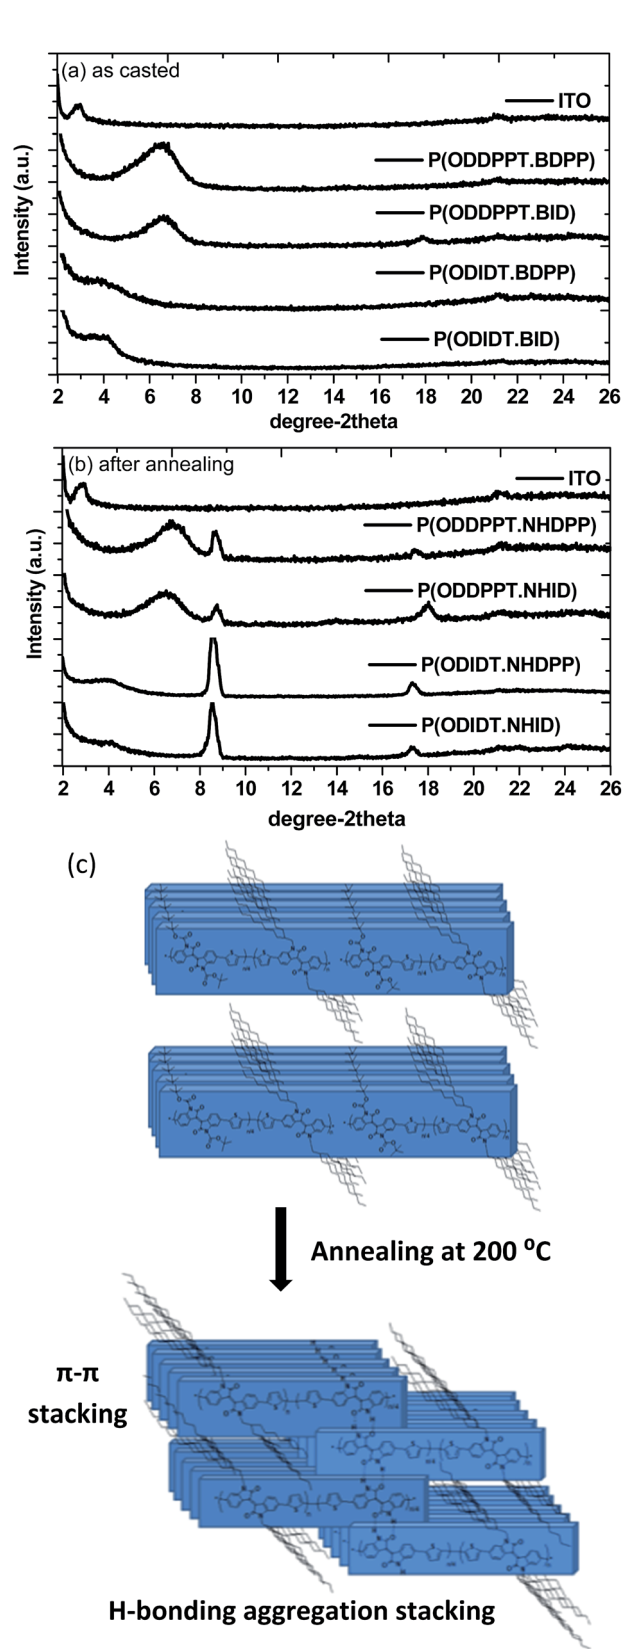 (a) as casted
ITO
P(ODDPPT.BDPP)
P(ODDPPT.BID)
P(ODIDT.BDPP)
P(ODIDT.BID)
Intensity (a.u.)
2 4 6 8 10 12 14 16 18 20 22 24 26
degree-2theta
(b) after annealing
ITO
P(ODDPPT.NHDPP)
P(ODDPPT.NHID)
P(ODIDT.NHDPP)
P(ODIDT.NHID)
Intensity (a.u.)
2 4 6 8 10 12 14 16 18 20 22 24 26
degree-2theta
(c)
Annealing at 200 ⁰C
π-π
stacking
H-bonding aggregation stacking